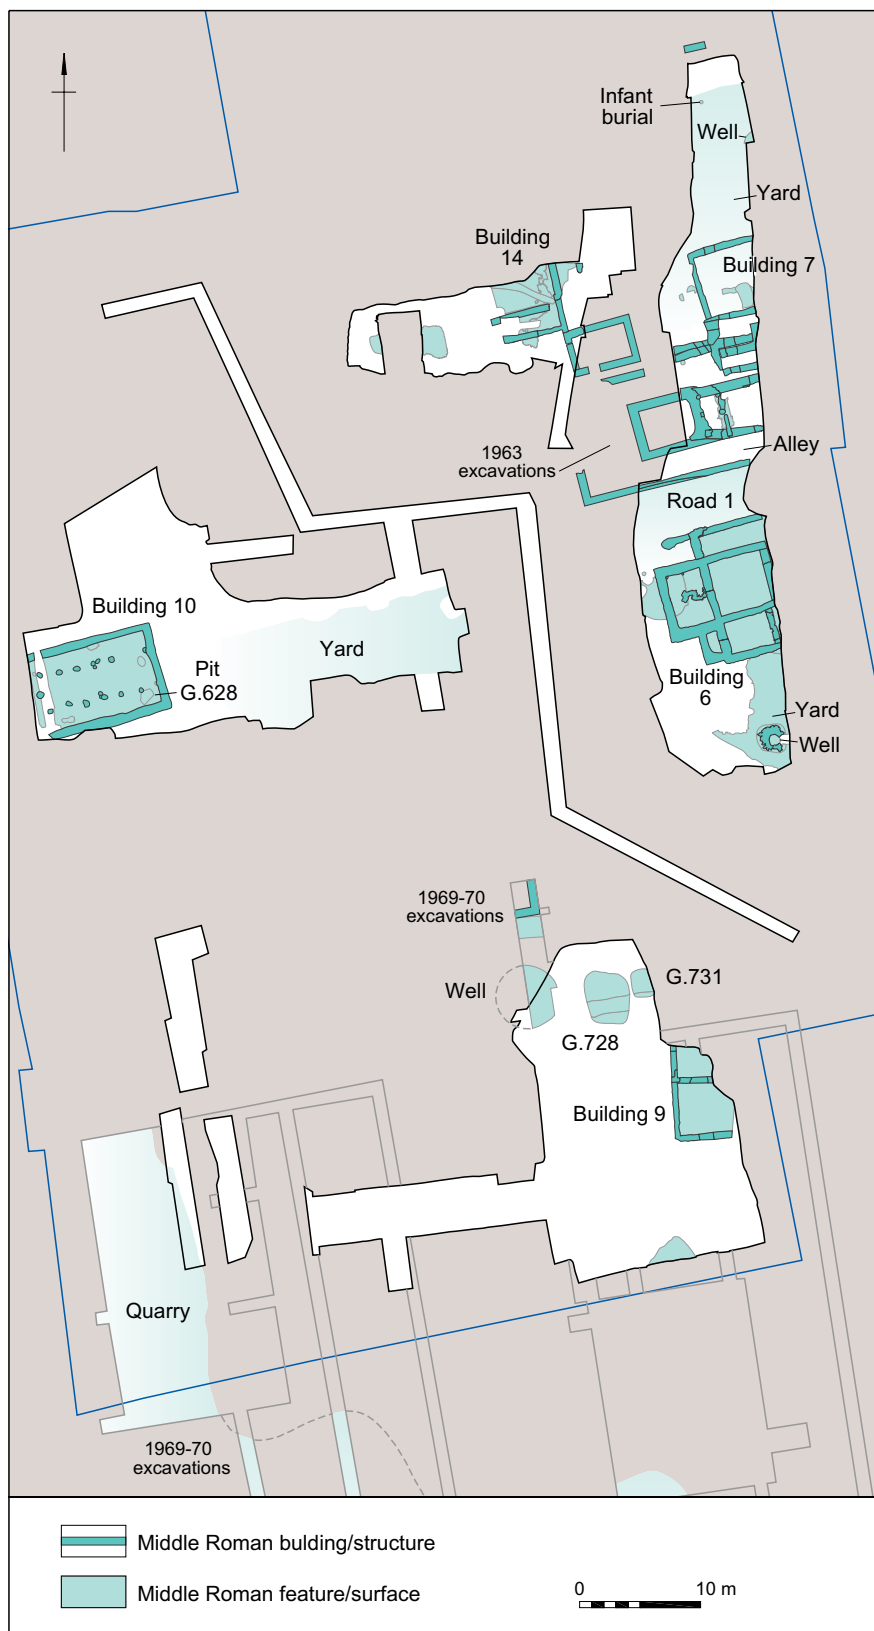 Infant
burial
Well
Yard
Building
14
Building 7
1963
excavations
Alley
Road 1
Building 10
Pit
G.628
Yard
Building
6
Yard
Well
1969-70
excavations
Well
G.731
G.728
Building 9
Quarry
1969-70
excavations
Middle Roman bulding/structure
Middle Roman feature/surface
0 10 m